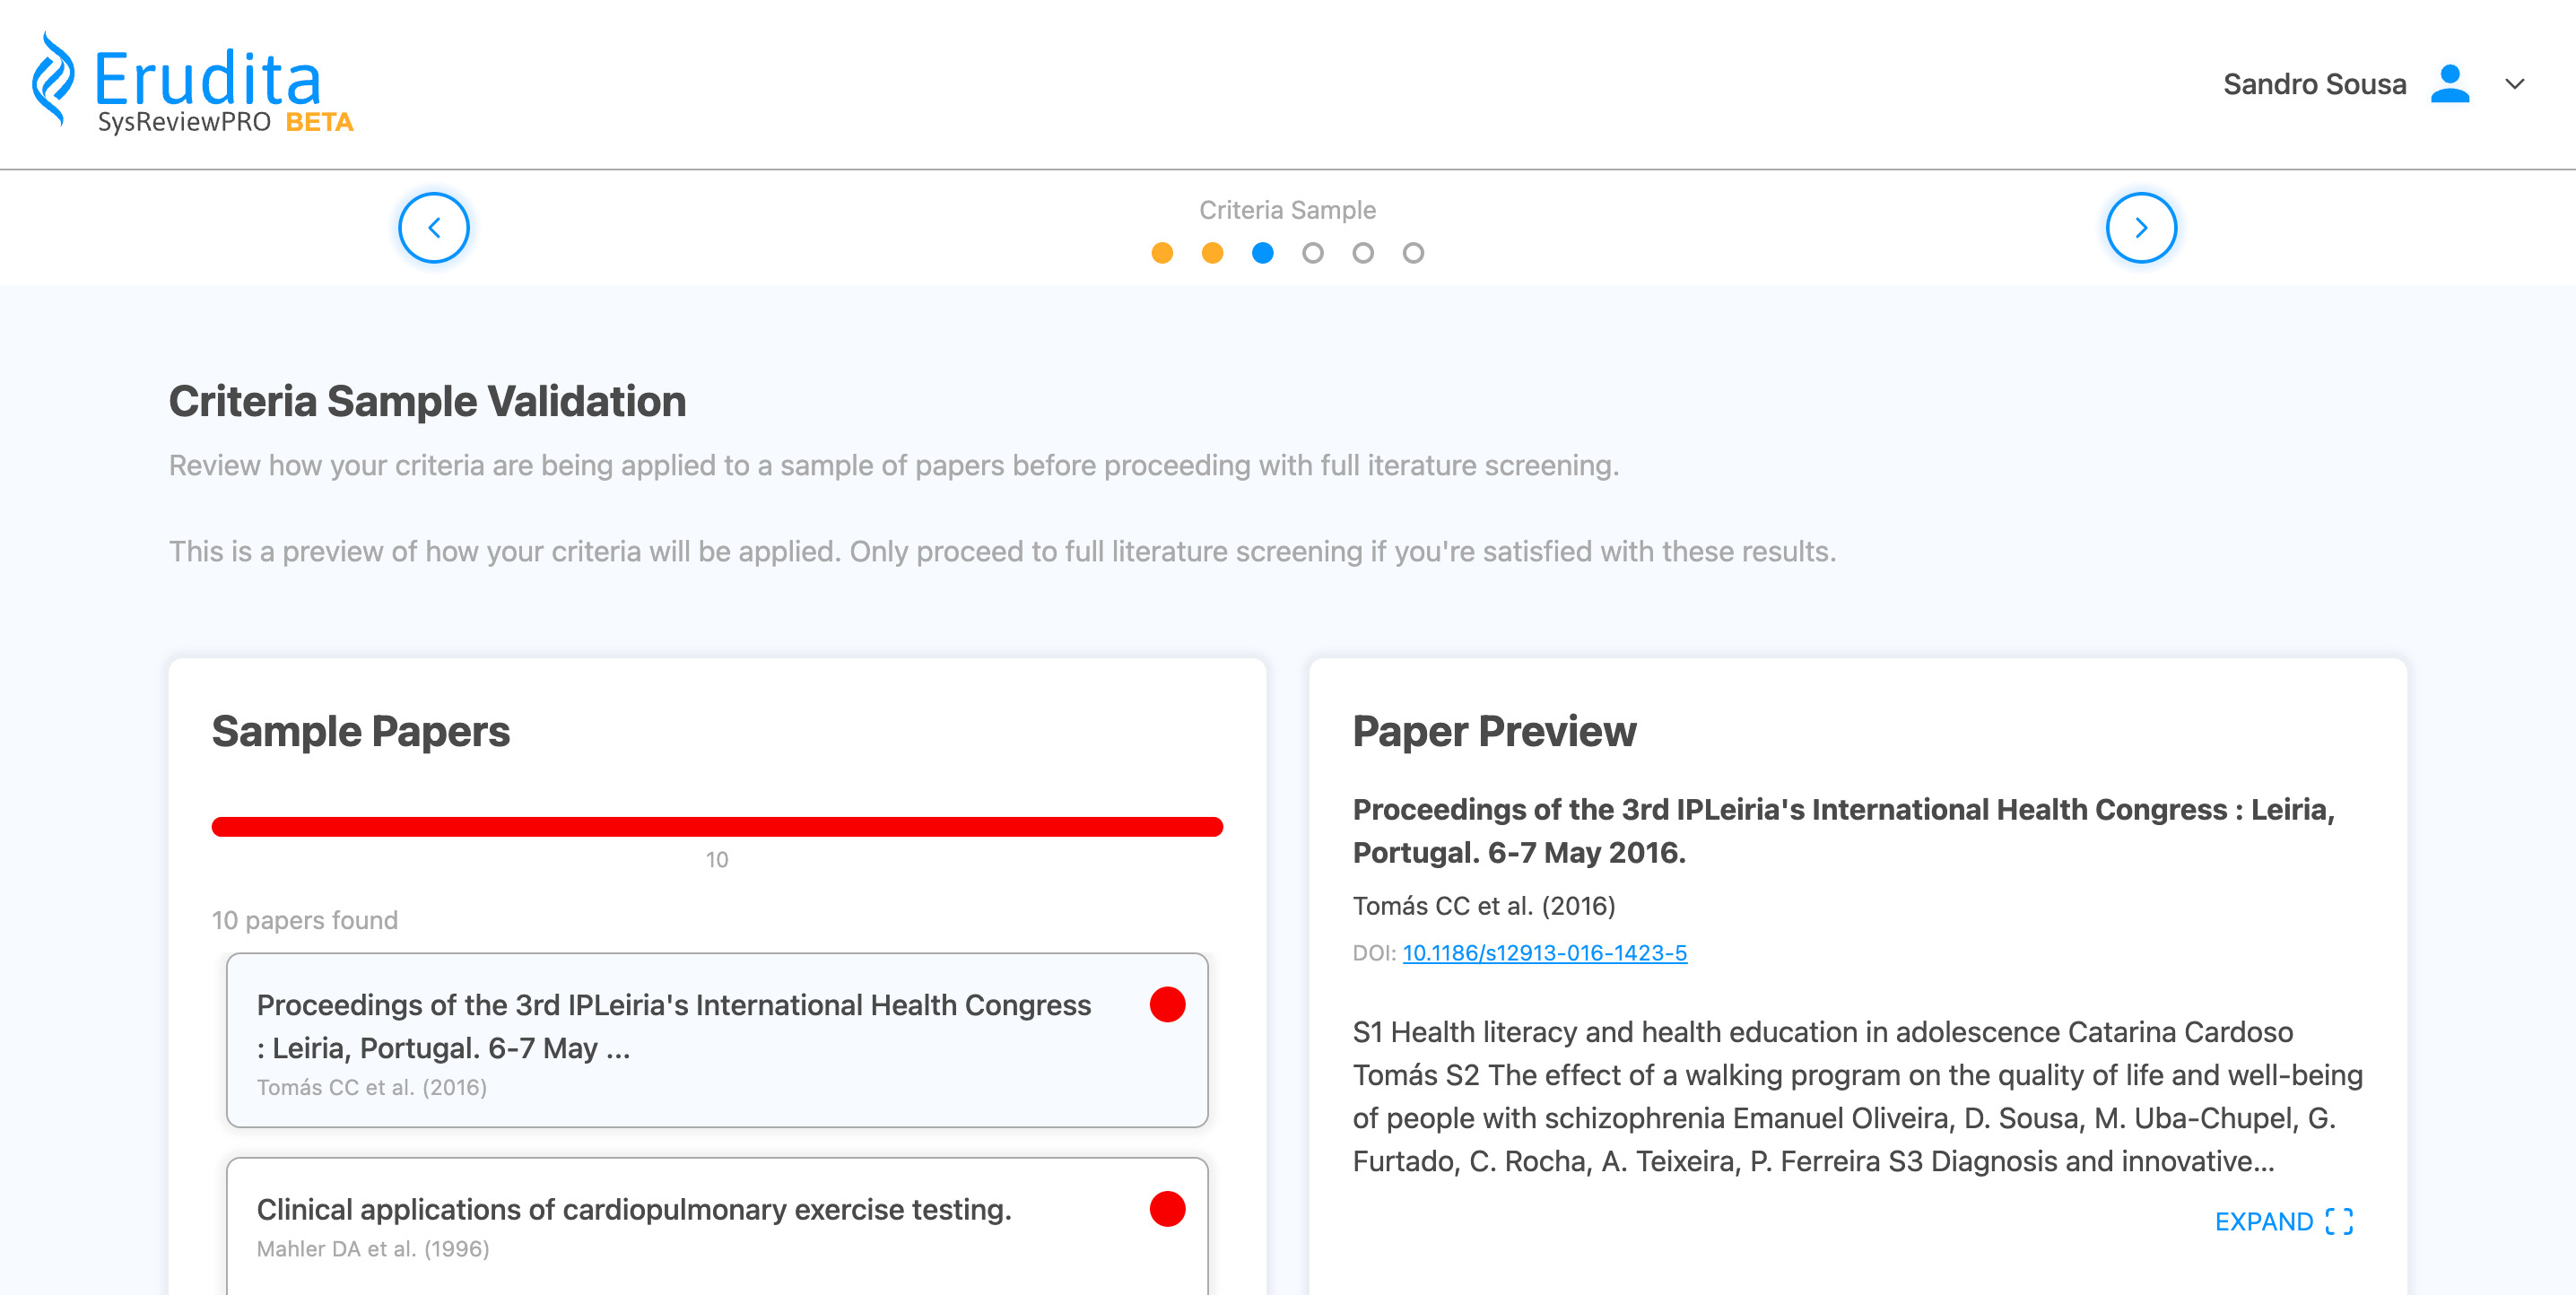 Erudita
SysReviewPRO BETA
Sandro Sousa
Criteria Sample
Criteria Sample Validation
Review how your criteria are being applied to a sample of papers before proceeding with full iterature screening.
This is a preview of how your criteria will be applied. Only proceed to full literature screening if you're satisfied with these results.
Sample Papers
10
10 papers found
Proceedings of the 3rd IPLeiria's International Health Congress
: Leiria, Portugal. 6-7 May ...
Tomás CC et al. (2016)
Clinical applications of cardiopulmonary exercise testing.
Mahler DA et al. (1996)
Paper Preview
Proceedings of the 3rd IPLeiria's International Health Congress : Leiria,
Portugal. 6-7 May 2016.
Tomás CC et al. (2016)
DOI: 10.1186/s12913-016-1423-5
S1 Health literacy and health education in adolescence Catarina Cardoso
Tomás S2 The effect of a walking program on the quality of life and well-being
of people with schizophrenia Emanuel Oliveira, D. Sousa, M. Uba-Chupel, G.
Furtado, C. Rocha, A. Teixeira, P. Ferreira S3 Diagnosis and innovative...
EXPAND